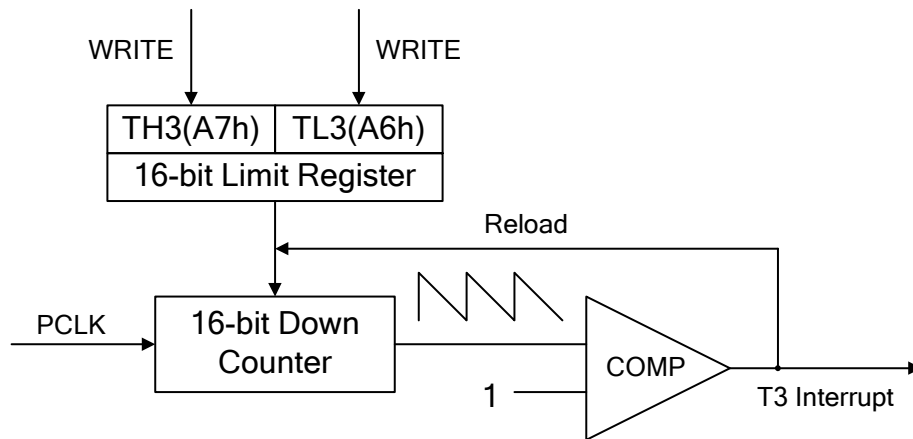 WRITE WRITE
TH3(A7h) TL3(A6h)
16-bit Limit Register
Reload
PCLK
16-bit Down
Counter
COMP
1
T3 Interrupt